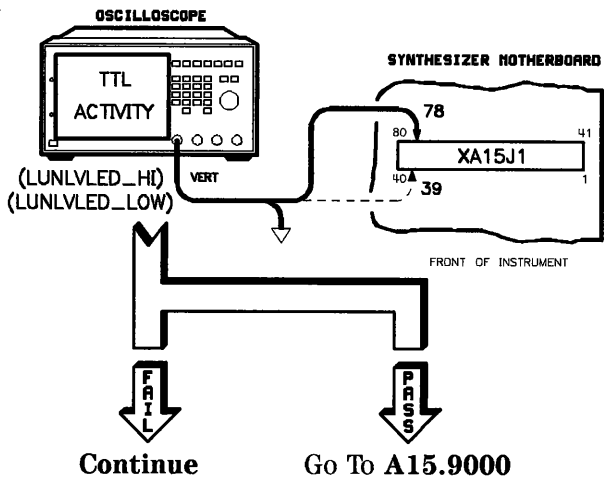 OSCILLOSCOPE
TTL
ACTIVITY
(LUNLVLED_HI)
(LUNLVLED_LOW)
VERT
SYNTHESIZER MOTHERBOARD
78
80
41
XA15J1
40
39
1
FRONT OF INSTRUMENT
FAIL
PASS
Continue
Go To A15.9000